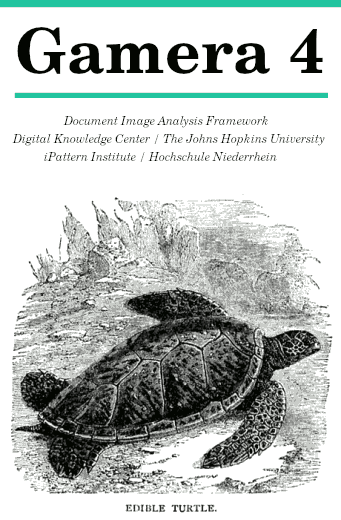 Gamera 4
Document Image Analysis Framework
Digital Knowledge Center / The Johns Hopkins University
iPattern Institute / Hochschule Niederrhein
EDIBLE TURTLE.